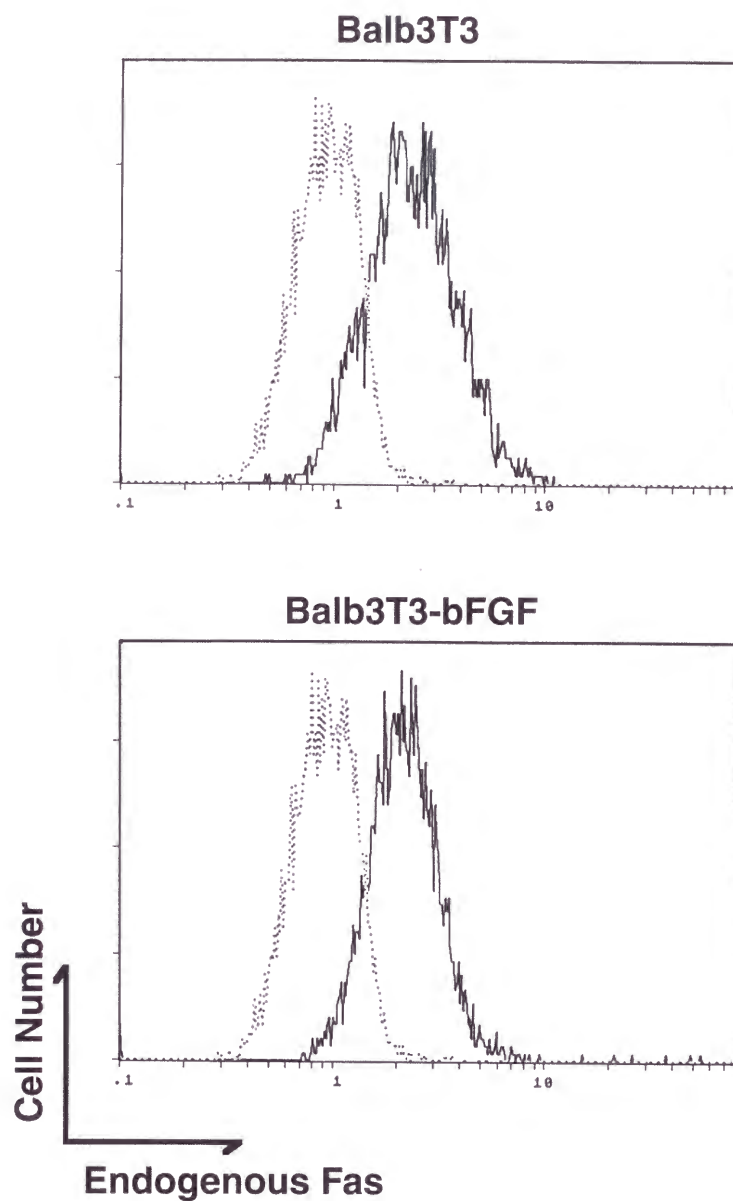 Balb3T3
.1 1 10
Balb3T3-bFGF
.1 1 10
Cell Number
Endogenous Fas